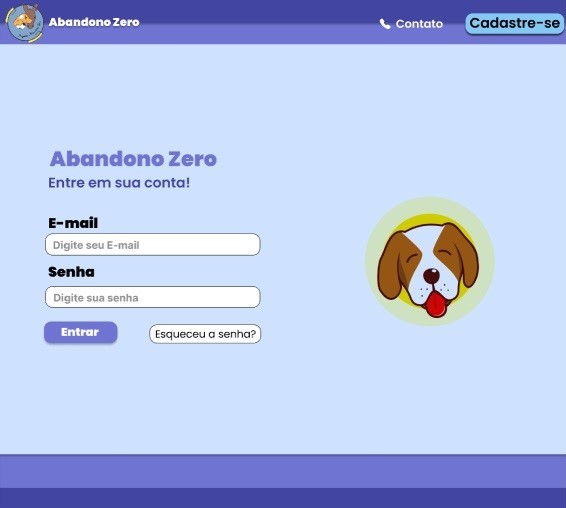 Abandono Zero
Contato
Cadastre-se
Abandono Zero
Entre em sua conta!
E-mail
Digite seu E-mail
Senha
Digite sua senha
Entrar
Esqueceu a senha?